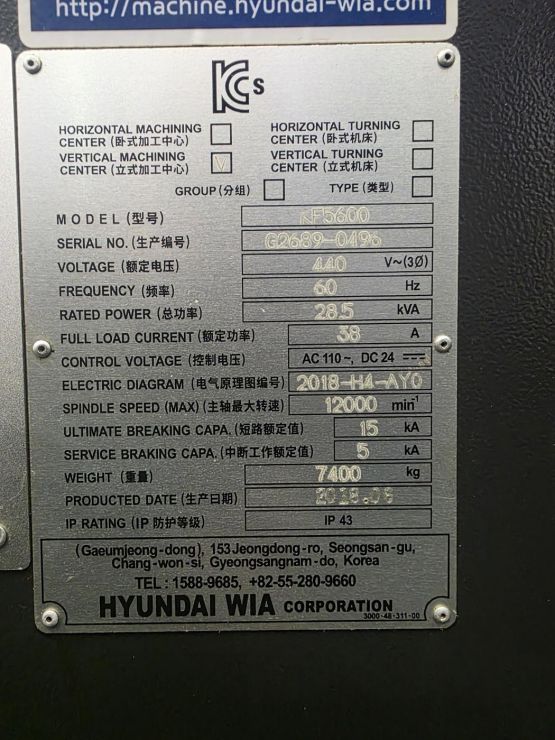 http://machine.hyundai-wia.com/
KCs
HORIZONTAL MACHINING CENTER (卧式加工中心)
HORIZONTAL TURNING CENTER (卧式机床)
VERTICAL MACHINING CENTER (立式加工中心) V
VERTICAL TURNING CENTER (立式机床)
GROUP (分组) TYPE (类型)
MODEL (型号) KF5600
SERIAL NO. (生产编号) G2689-0496
VOLTAGE (额定电压) 440 V~(3Ø)
FREQUENCY (频率) 60 Hz
RATED POWER (总功率) 28.5 kVA
FULL LOAD CURRENT (额定功率) 38 A
CONTROL VOLTAGE (控制电压) AC 110~, DC 24
ELECTRIC DIAGRAM (电气原理图编号) 2018-H4-AY0
SPINDLE SPEED (MAX) (主轴最大转速) 12000 min⁻¹
ULTIMATE BREAKING CAPA. (短路额定值) 15 kA
SERVICE BRAKING CAPA. (中断工作额定值) 5 kA
WEIGHT (重量) 7400 kg
PRODUCTED DATE (生产日期) 2018.09
IP RATING (IP 防护等级) IP 43
(Gaeumjeong-dong), 153 Jeongdong-ro, Seongsan-gu,
Chang-won-si, Gyeongsangnam-do, Korea
TEL : 1588-9685, +82-55-280-9660
HYUNDAI WIA CORPORATION
3000-48-311-00